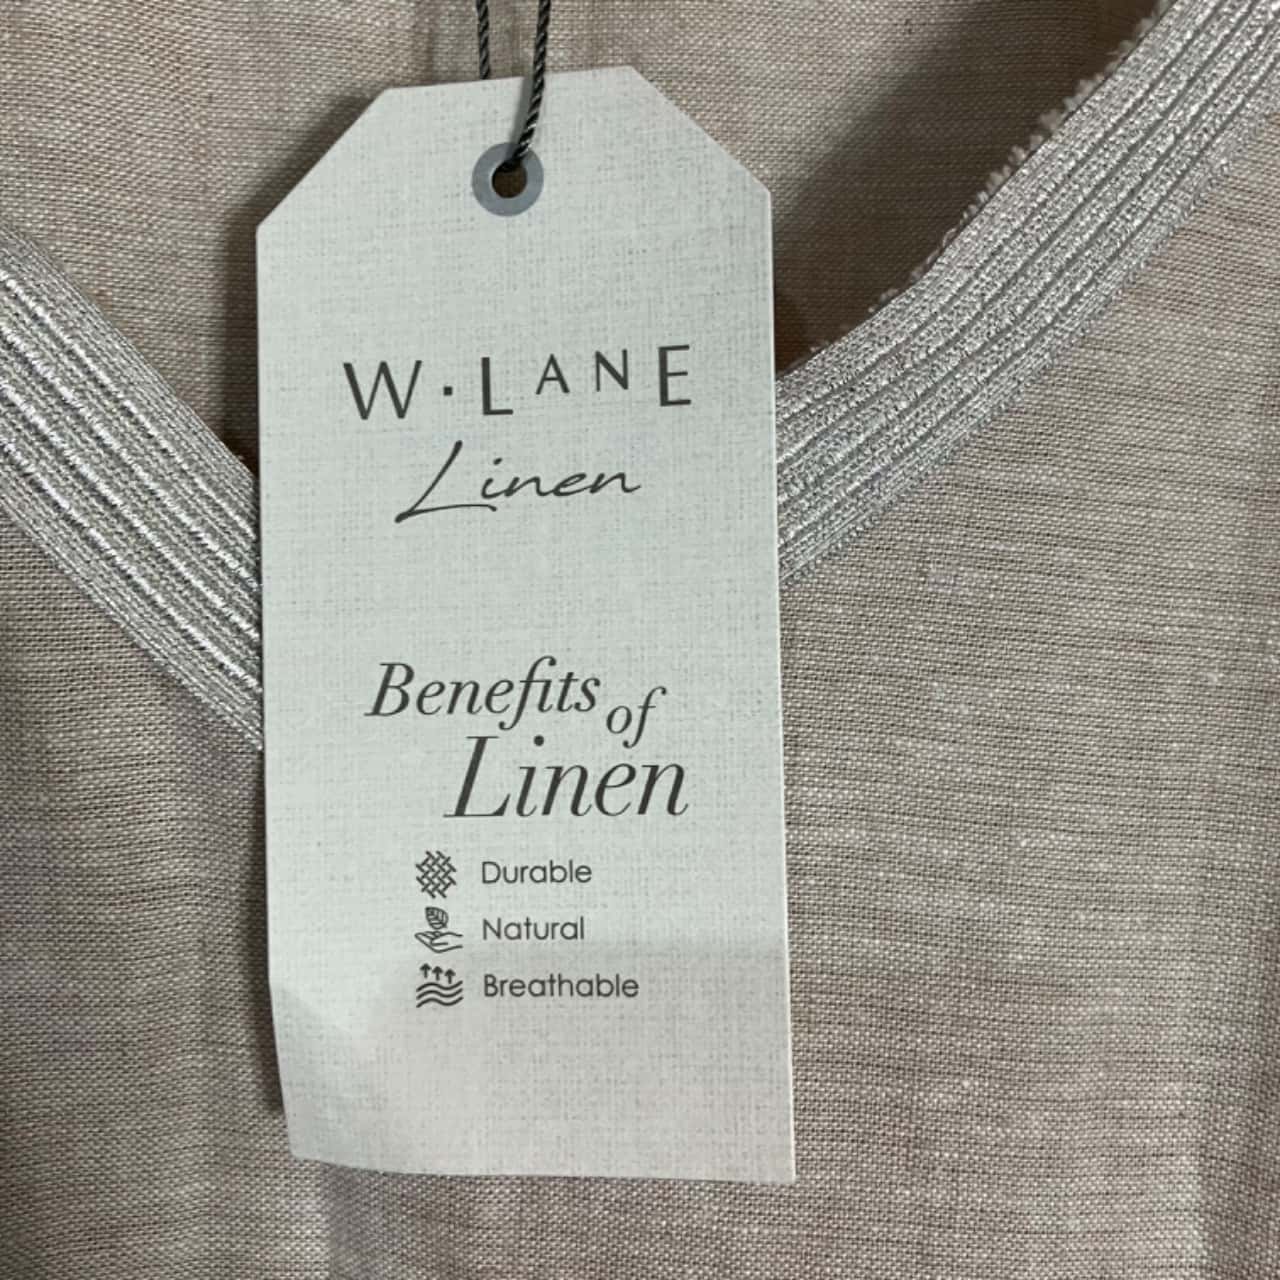 W·LANE
Linen
Benefits of
Linen
Durable
Natural
Breathable